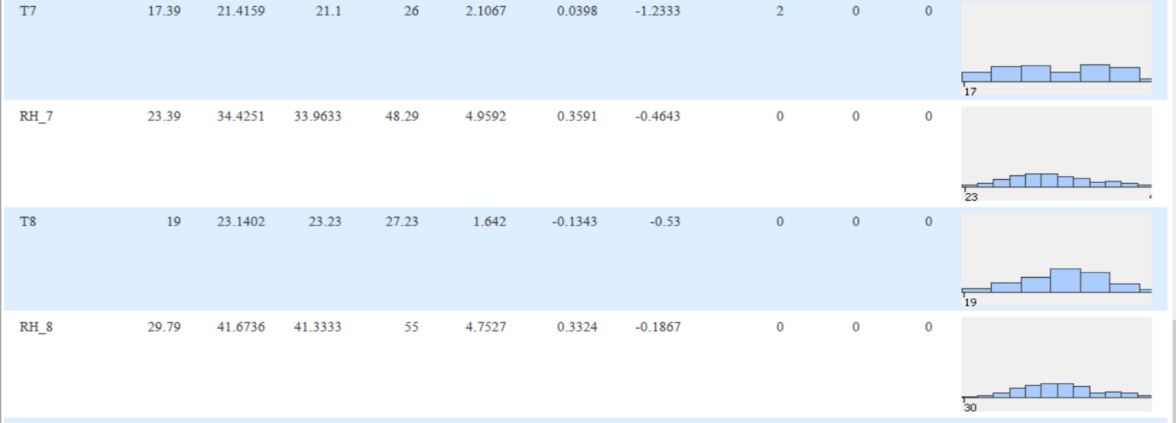 T7 17.39 21.4159 21.1 26 2.1067 0.0398 -1.2333 2 0 0
17
RH_7 23.39 34.4251 33.9633 48.29 4.9592 0.3591 -0.4643 0 0 0
23
T8 19 23.1402 23.23 27.23 1.642 -0.1343 -0.53 0 0 0
19
RH_8 29.79 41.6736 41.3333 55 4.7527 0.3324 -0.1867 0 0 0
30